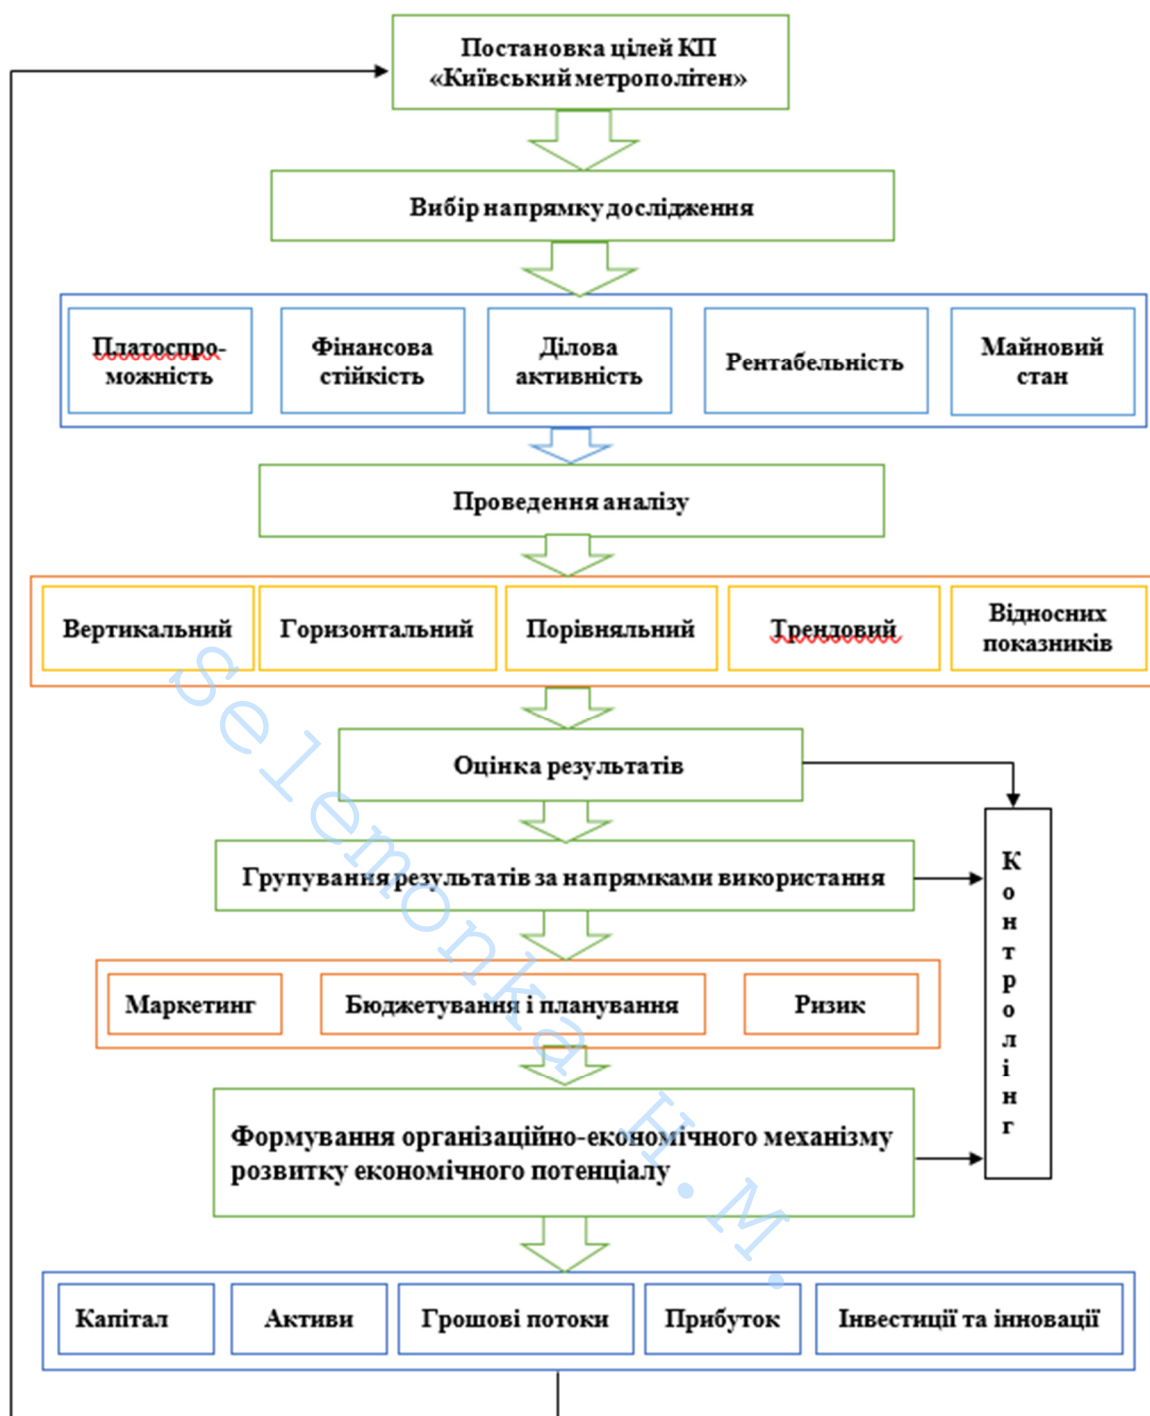 Постановка цілей КП
«Київський метрополітен»
Вибір напрямку дослідження
Платоспро-
можність
Фінансова
стійкість
Ділова
активність
Рентабельність
Майновий
стан
Проведення аналізу
Вертикальний
Горизонтальний
Порівняльний
Трендовий
Відносних
показників
Оцінка результатів
Групування результатів за напрямками використання
Контролінг
Маркетинг
Бюджетування і планування
Ризик
Формування організаційно-економічного механізму
розвитку економічного потенціалу
Капітал
Активи
Грошові потоки
Прибуток
Інвестиції та інновації
Selemonka H.M.